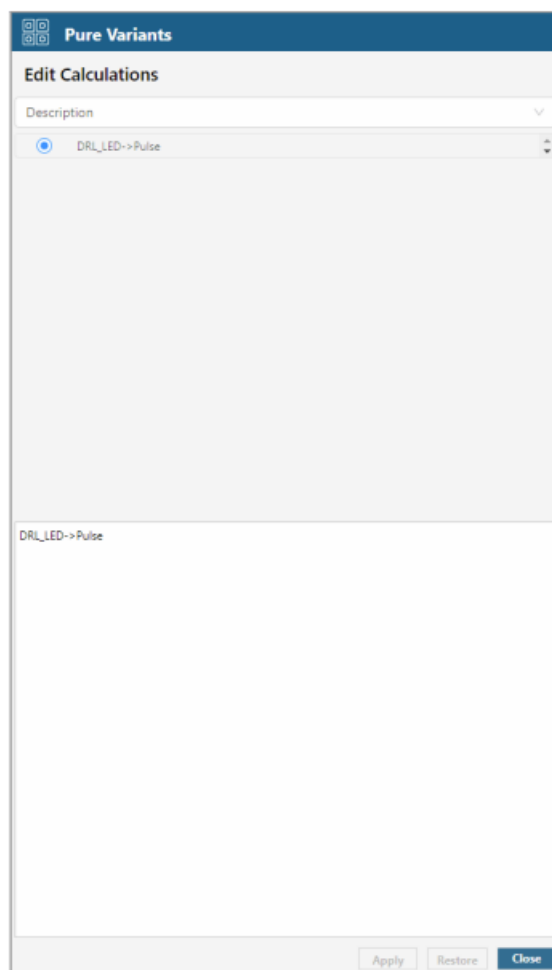 Pure Variants
Edit Calculations
Description
DRL_LED->Pulse
DRL_LED->Pulse
Apply Restore Close